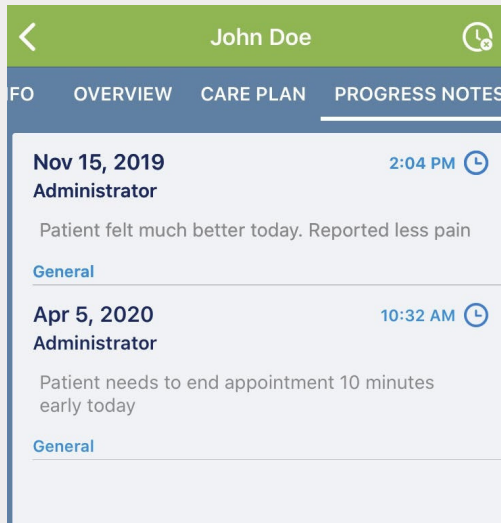 John Doe
FO OVERVIEW CARE PLAN PROGRESS NOTES
Nov 15, 2019 2:04 PM
Administrator
Patient felt much better today. Reported less pain
General
Apr 5, 2020 10:32 AM
Administrator
Patient needs to end appointment 10 minutes
early today
General